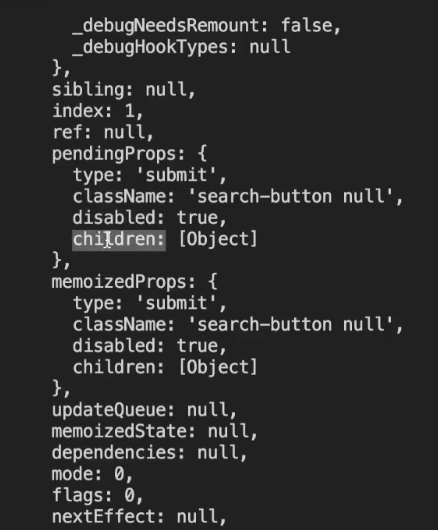 _debugNeedsRemount: false,
_debugHookTypes: null
},
sibling: null,
index: 1,
ref: null,
pendingProps: {
type: 'submit',
className: 'search-button null',
disabled: true,
children: [Object]
},
memoizedProps: {
type: 'submit',
className: 'search-button null',
disabled: true,
children: [Object]
},
updateQueue: null,
memoizedState: null,
dependencies: null,
mode: 0,
flags: 0,
nextEffect: null,